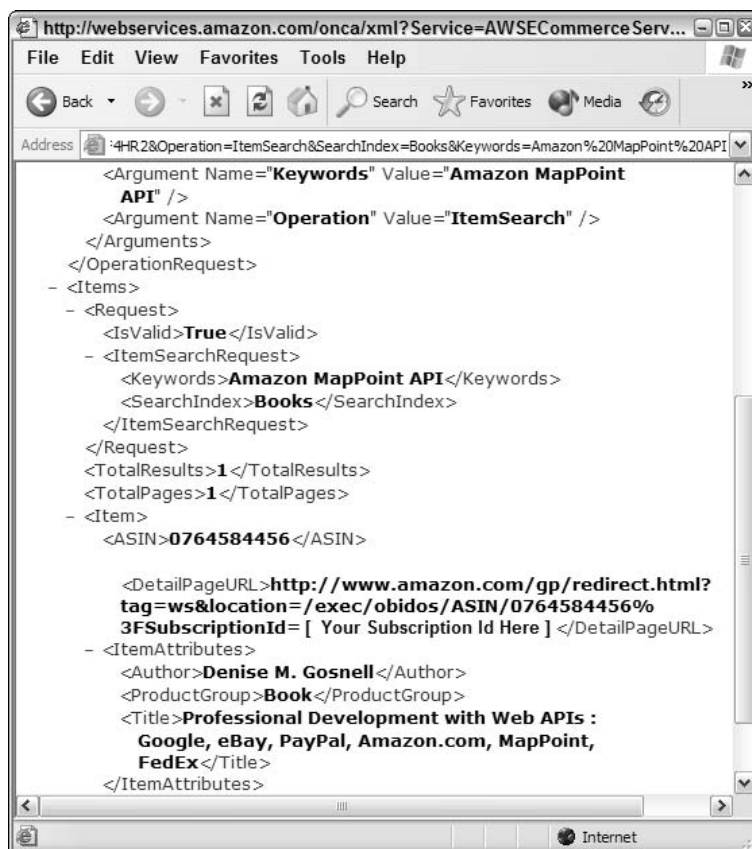 http://webservices.amazon.com/onca/xml?Service=AWSECommerceServ...
File Edit View Favorites Tools Help
Back Search Favorites Media »
Address :4HR2&Operation=ItemSearch&SearchIndex=Books&Keywords=Amazon%20MapPoint%20API
<Argument Name="Keywords" Value="Amazon MapPoint
API" />
<Argument Name="Operation" Value="ItemSearch" />
</Arguments>
</OperationRequest>
– <Items>
– <Request>
<IsValid>True</IsValid>
– <ItemSearchRequest>
<Keywords>Amazon MapPoint API</Keywords>
<SearchIndex>Books</SearchIndex>
</ItemSearchRequest>
</Request>
<TotalResults>1</TotalResults>
<TotalPages>1</TotalPages>
– <Item>
<ASIN>0764584456</ASIN>
<DetailPageURL>http://www.amazon.com/gp/redirect.html?
tag=ws&location=/exec/obidos/ASIN/0764584456%
3FSubscriptionId= [ Your Subscription Id Here ] </DetailPageURL>
– <ItemAttributes>
<Author>Denise M. Gosnell</Author>
<ProductGroup>Book</ProductGroup>
<Title>Professional Development with Web APIs :
Google, eBay, PayPal, Amazon.com, MapPoint,
FedEx</Title>
</ItemAttributes>
Internet